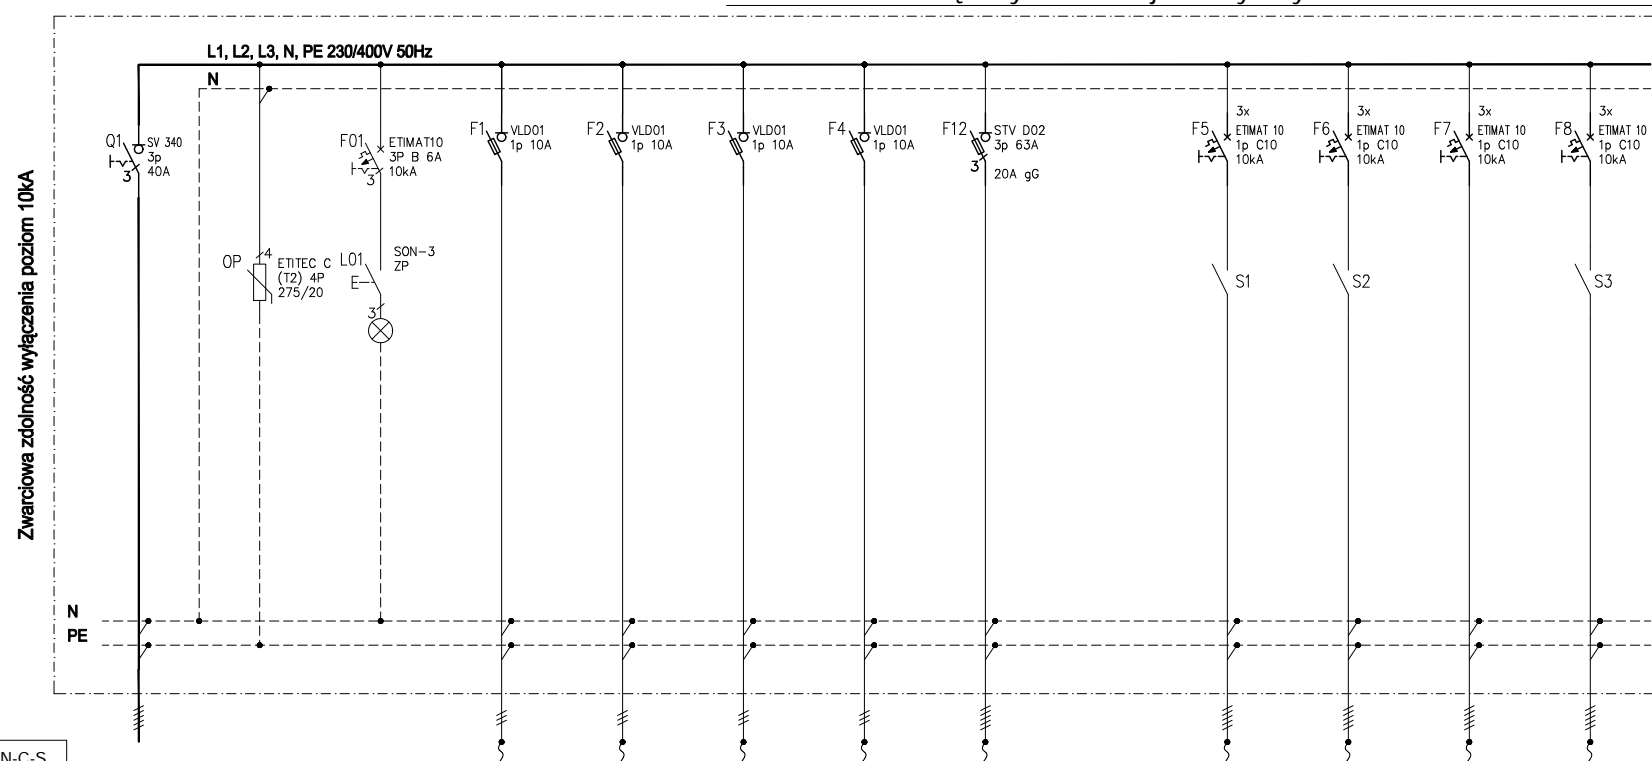 L1, L2, L3, N, PE 230/400V 50Hz
N
Q1
SV 340
3p
40A
3
F01
ETIMAT10
3P B 6A
10kA
3
F1
VLD01
1p 10A
F2
VLD01
1p 10A
F3
VLD01
1p 10A
F4
VLD01
1p 10A
F12
STV D02
3p 63A
3
20A gG
3x
F5
ETIMAT 10
1p C10
10kA
3x
F6
ETIMAT 10
1p C10
10kA
3x
F7
ETIMAT 10
1p C10
10kA
3x
F8
ETIMAT 10
1p C10
10kA
Zwarciowa zdolność wyłączenia poziom 10kA
OP
4
ETITEC C
(T2) 4P
275/20
L01
SON-3
ZP
E
3
S1
S2
S3
N
PE
N-C-S